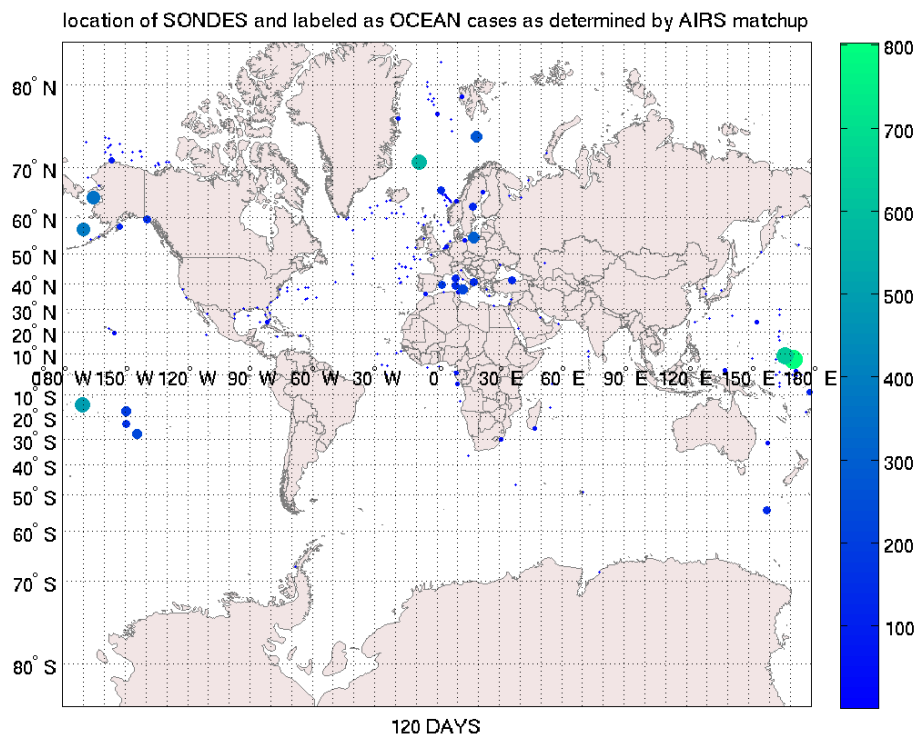 location of SONDES and labeled as OCEAN cases as determined by AIRS matchup
80° N
70° N
60° N
50° N
40° N
30° N
20° N
10° N
0°
180° W 150° W 120° W 90° W 60° W 30° W 0° 30° E 60° E 90° E 120° E 150° E 180° E
10° S
20° S
30° S
40° S
50° S
60° S
70° S
80° S
800
700
600
500
400
300
200
100
120 DAYS